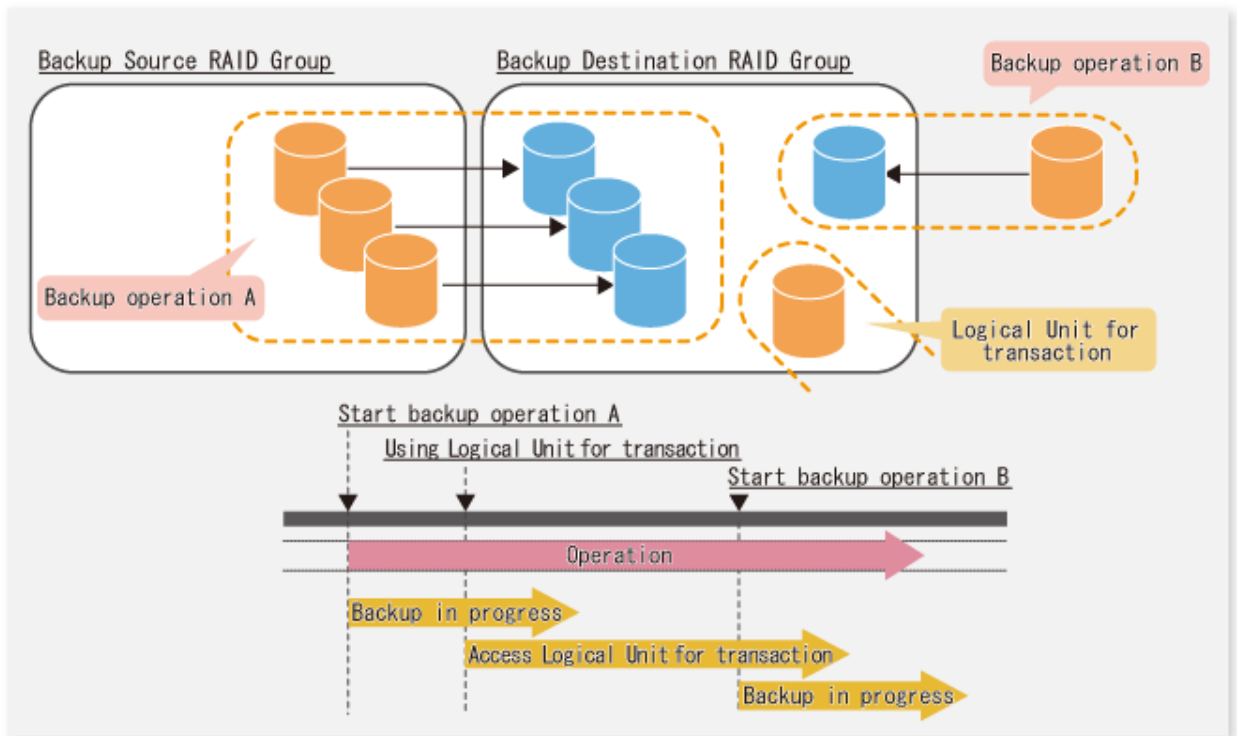 Backup Source RAID Group
Backup Destination RAID Group
Backup operation B
Backup operation A
Logical Unit for
transaction
Start backup operation A
Using Logical Unit for transaction
Start backup operation B
Operation
Backup in progress
Access Logical Unit for transaction
Backup in progress